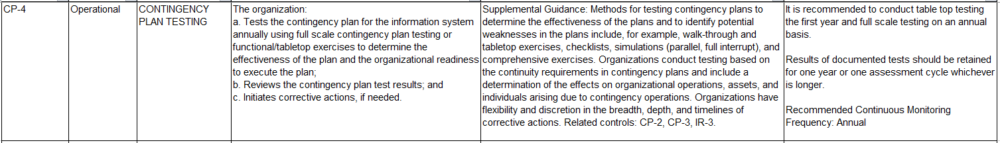 CP-4
Operational
CONTINGENCY
PLAN TESTING
The organization:
a. Tests the contingency plan for the information system
annually using full scale contingency plan testing or
functional/tabletop exercises to determine the
effectiveness of the plan and the organizational readiness
to execute the plan;
b. Reviews the contingency plan test results; and
c. Initiates corrective actions, if needed.
Supplemental Guidance: Methods for testing contingency plans to
determine the effectiveness of the plans and to identify potential
weaknesses in the plans include, for example, walk-through and
tabletop exercises, checklists, simulations (parallel, full interrupt), and
comprehensive exercises. Organizations conduct testing based on
the continuity requirements in contingency plans and include a
determination of the effects on organizational operations, assets, and
individuals arising due to contingency operations. Organizations have
flexibility and discretion in the breadth, depth, and timelines of
corrective actions. Related controls: CP-2, CP-3, IR-3.
It is recommended to conduct table top testing
the first year and full scale testing on an annual
basis.
Results of documented tests should be retained
for one year or one assessment cycle whichever
is longer.
Recommended Continuous Monitoring
Frequency: Annual